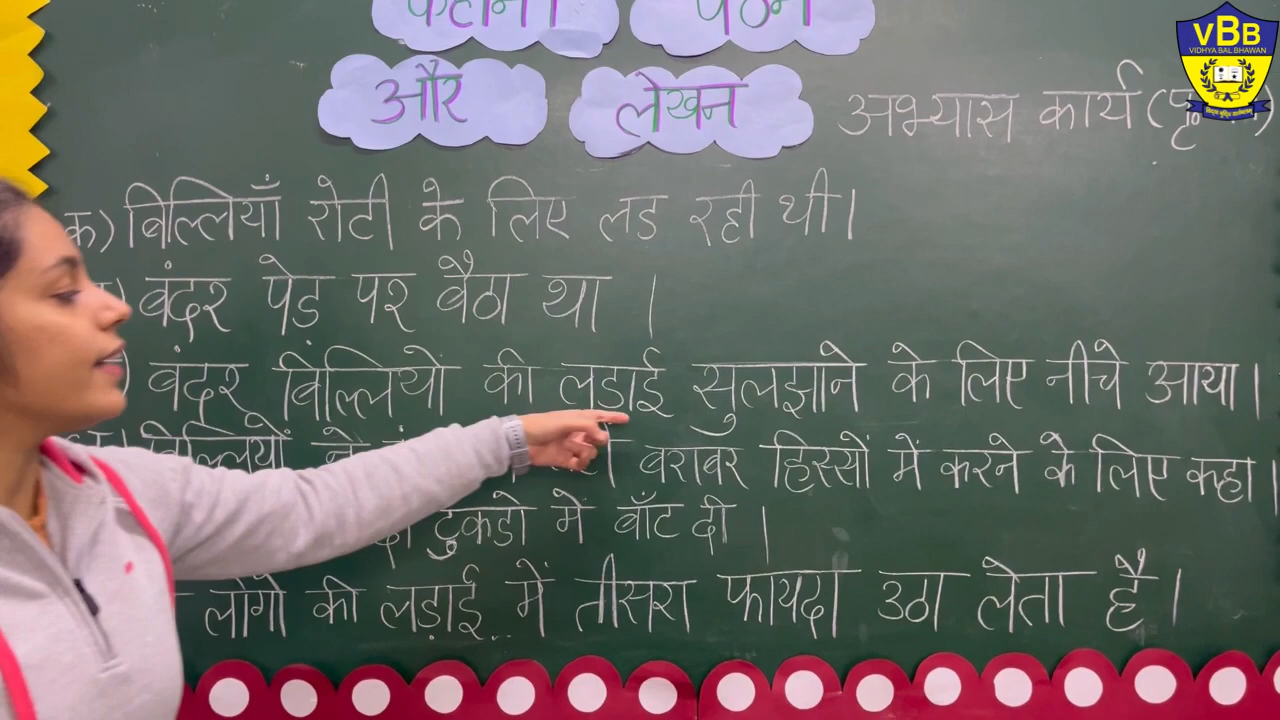 कहानी पठन
और लेखन अभ्यास कार्य (पृ
VBB
VIDHYA BAL BHAWAN
क) बिल्लियाँ रोटी के लिए लड रही थी।
बंदर पेड़ पर बैठा था ।
बंदर बिंल्लियो की लडाई सुलझाने के लिए नीचे आया।
बिल्लियों ने बराबर हिस्सों में करने के लिए कहा।
टुकडो में बाँट दी ।
लोगो की लड़ाई में तीसरा फायदा उठा लेता है।